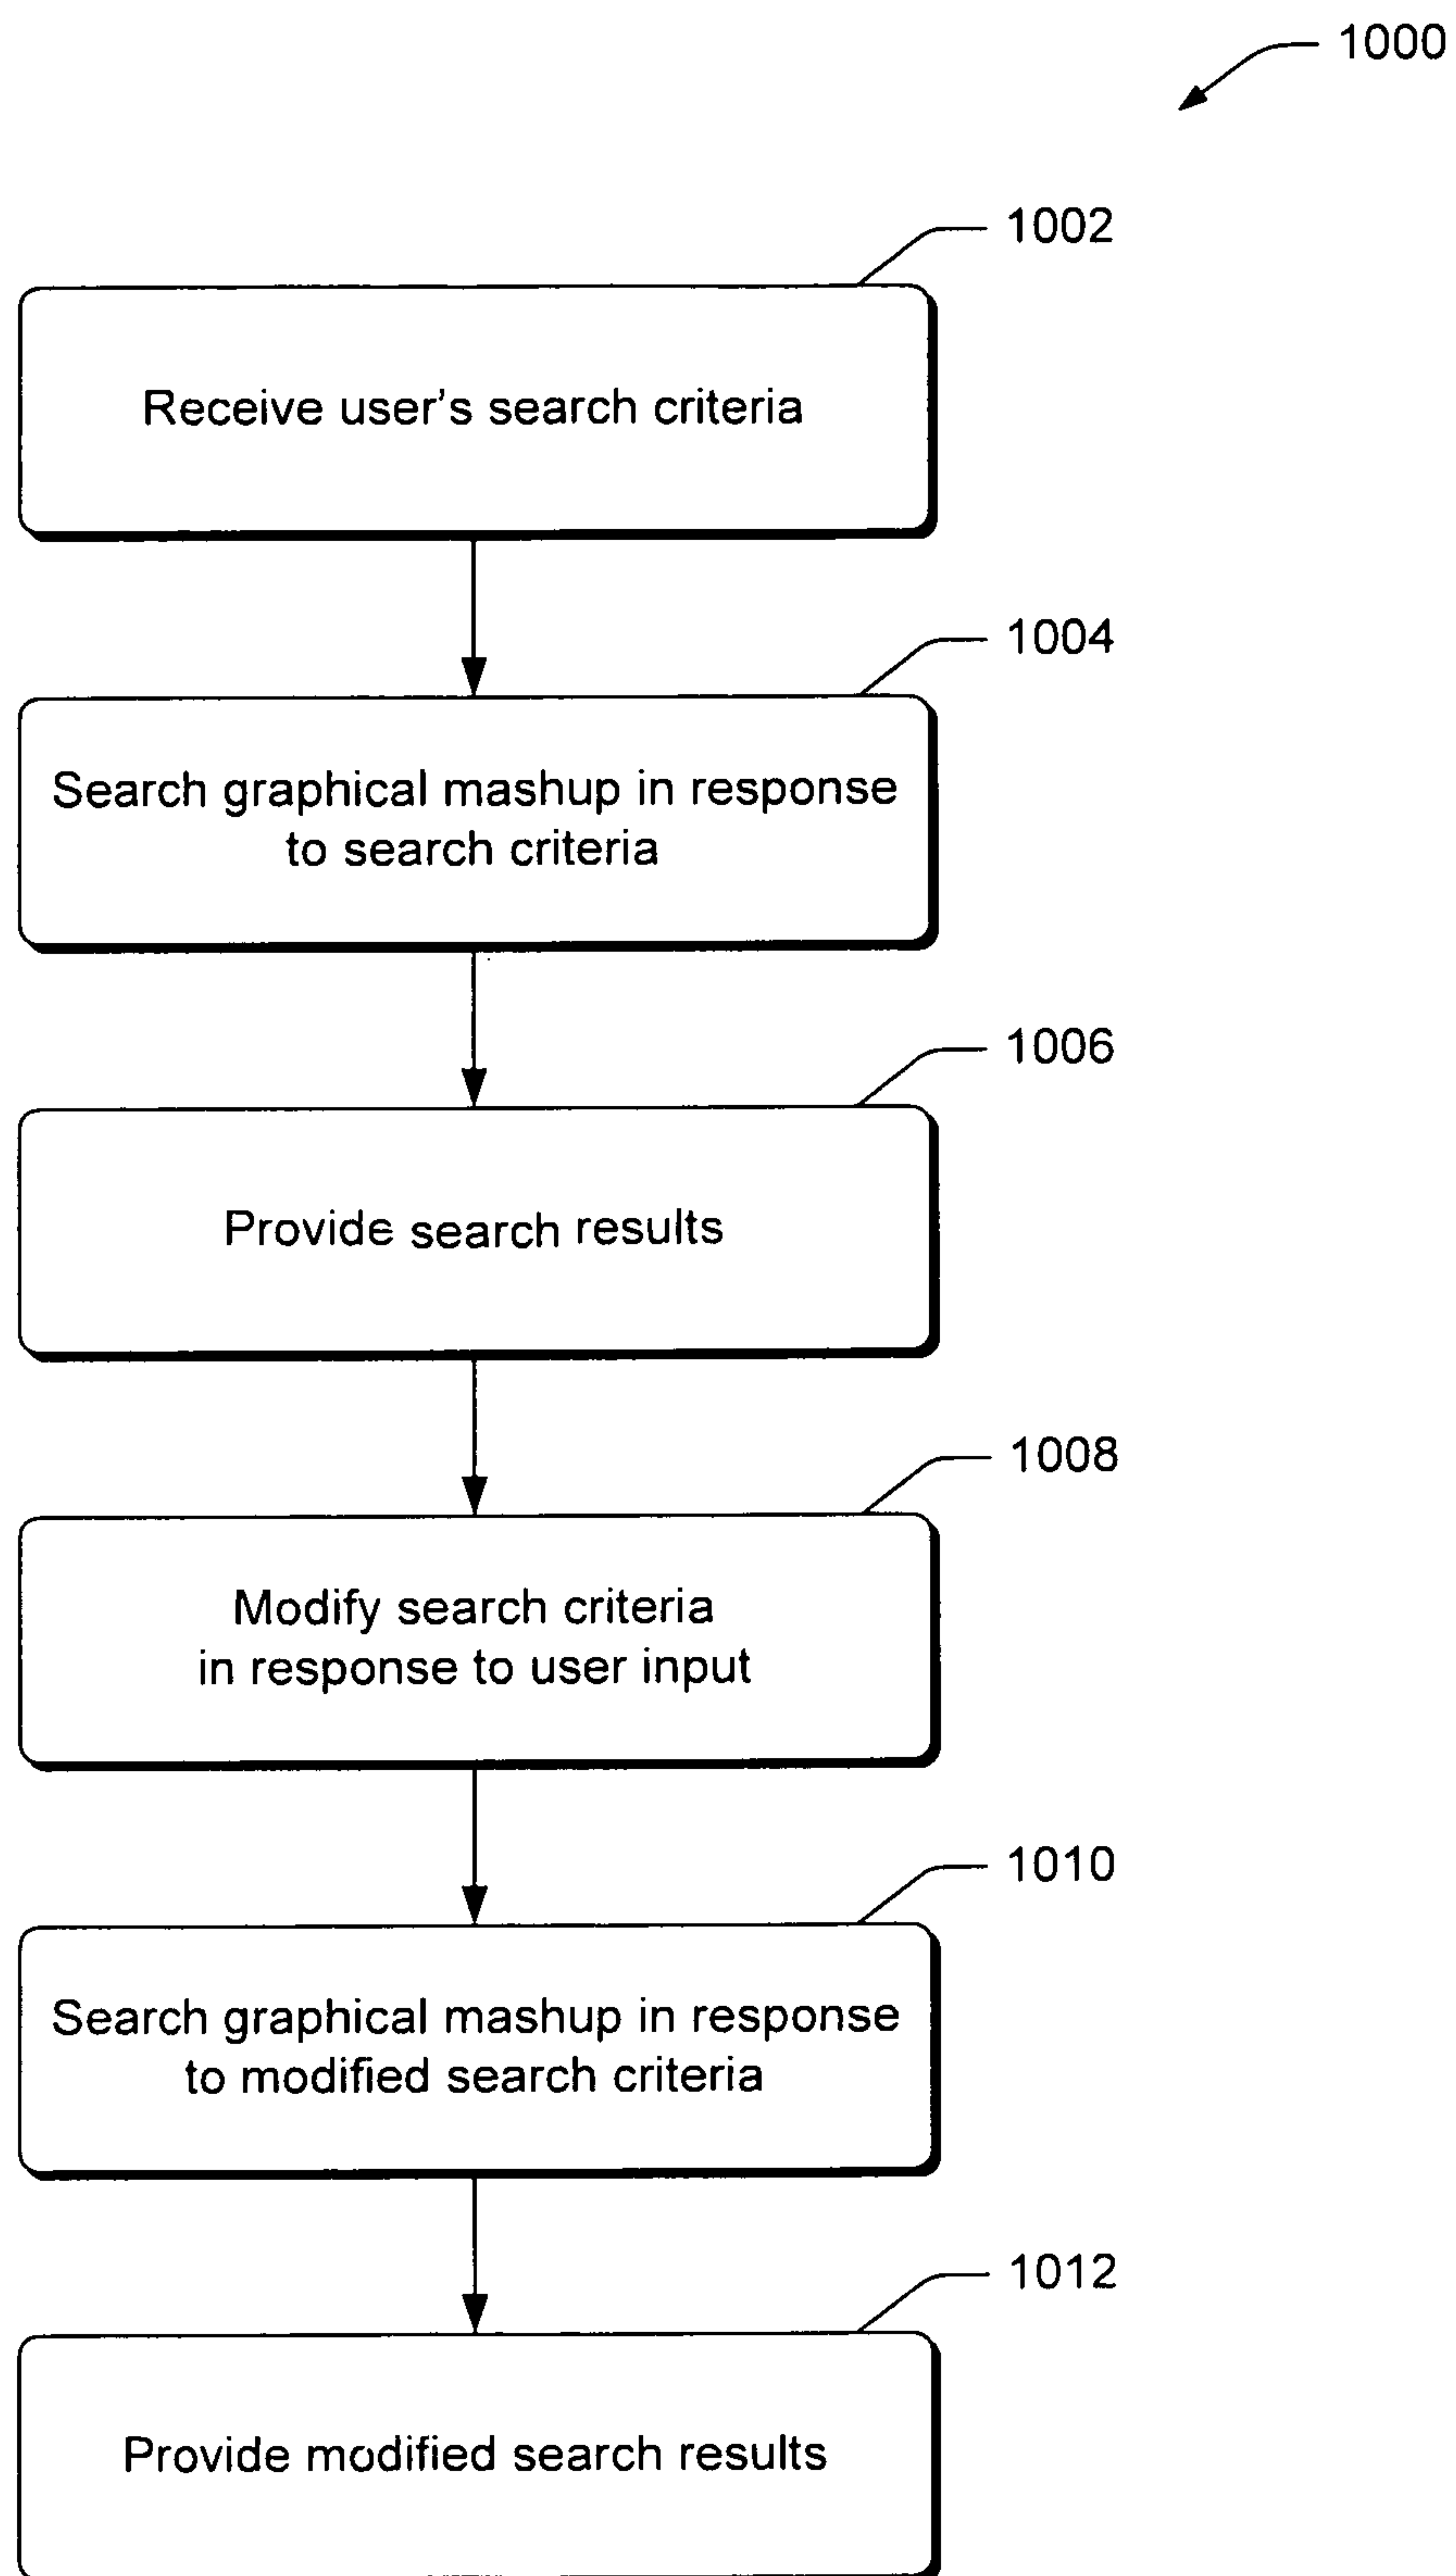 1000
1002
Receive user's search criteria
1004
Search graphical mashup in response
to search criteria
1006
Provide search results
1008
Modify search criteria
in response to user input
1010
Search graphical mashup in response
to modified search criteria
1012
Provide modified search results